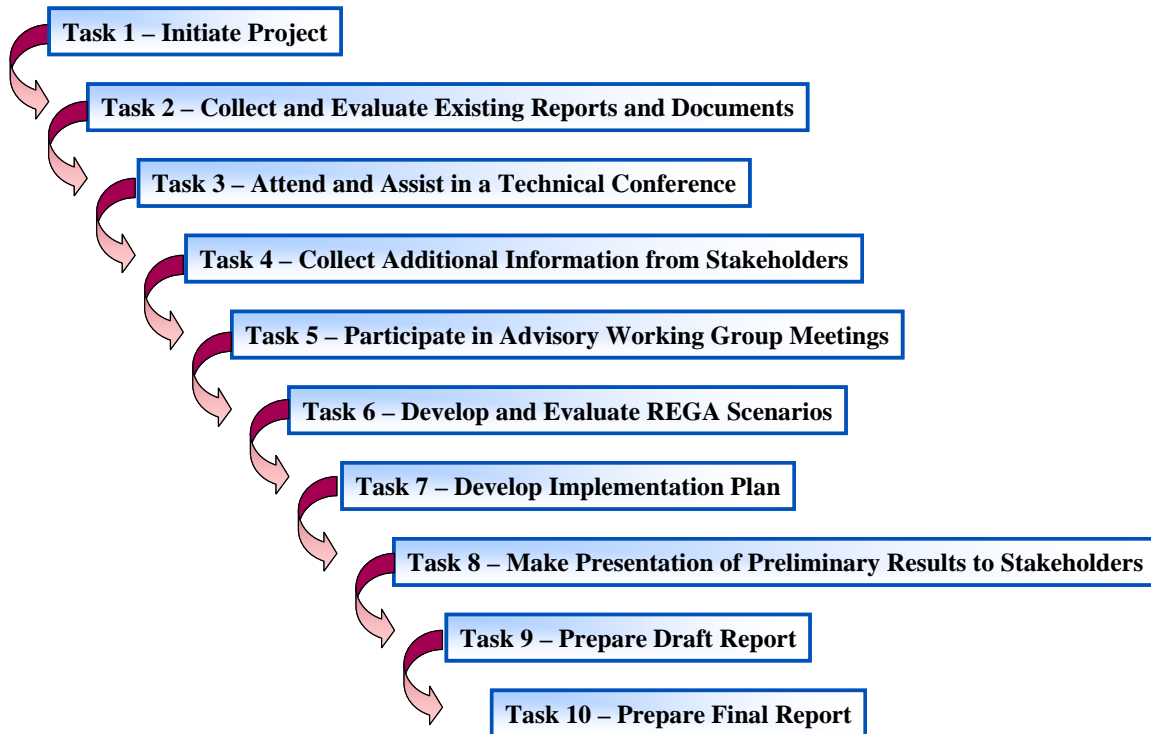 Task 1 – Initiate Project
Task 2 – Collect and Evaluate Existing Reports and Documents
Task 3 – Attend and Assist in a Technical Conference
Task 4 – Collect Additional Information from Stakeholders
Task 5 – Participate in Advisory Working Group Meetings
Task 6 – Develop and Evaluate REGA Scenarios
Task 7 – Develop Implementation Plan
Task 8 – Make Presentation of Preliminary Results to Stakeholders
Task 9 – Prepare Draft Report
Task 10 – Prepare Final Report